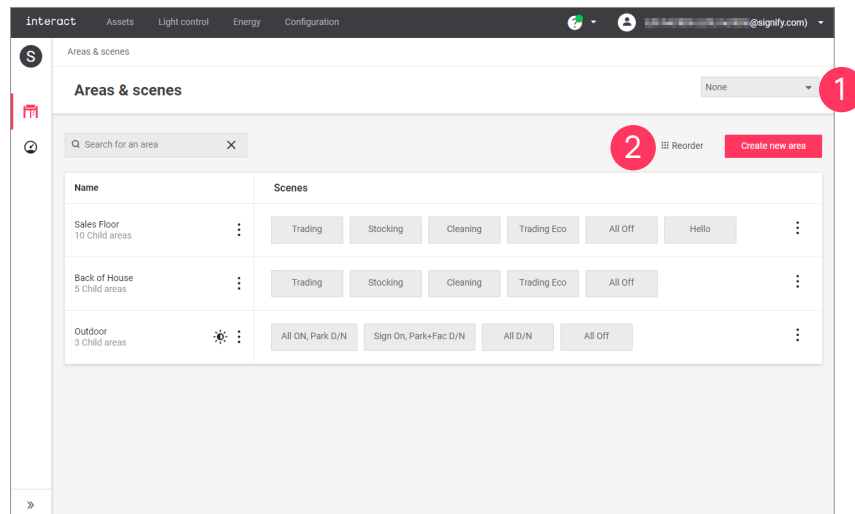 interact Assets Light control Energy Configuration ? @signify.com)
S Areas & scenes
Areas & scenes
None
1
Search for an area
2
Reorder
Create new area
Name Scenes
Sales Floor
10 Child areas
Trading Stocking Cleaning Trading Eco All Off Hello
Back of House
5 Child areas
Trading Stocking Cleaning Trading Eco All Off
Outdoor
3 Child areas
All ON, Park D/N Sign On, Park+Fac D/N All D/N All Off